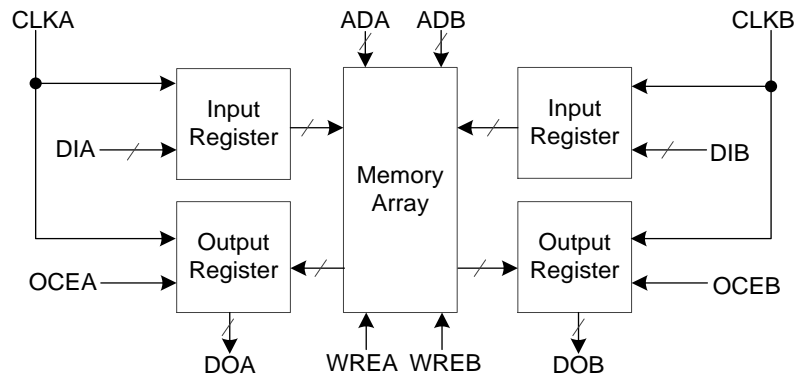 CLKA
ADA
ADB
CLKB
Input
Register
Input
Register
DIA
DIB
Memory
Array
Output
Register
Output
Register
OCEA
OCEB
DOA
WREA
WREB
DOB